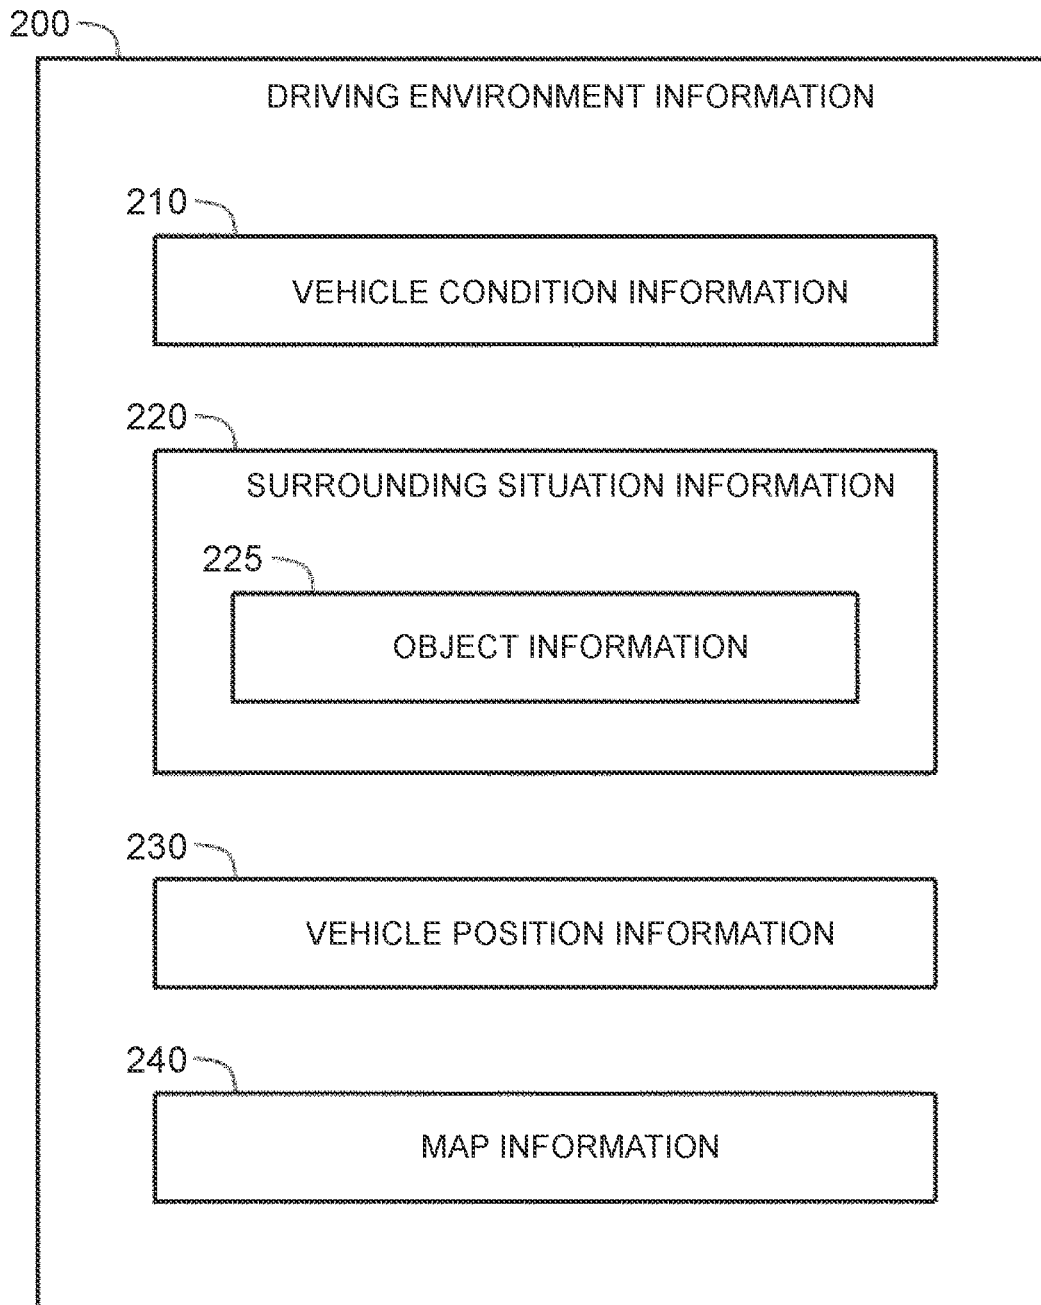 200
DRIVING ENVIRONMENT INFORMATION
210
VEHICLE CONDITION INFORMATION
220
SURROUNDING SITUATION INFORMATION
225
OBJECT INFORMATION
230
VEHICLE POSITION INFORMATION
240
MAP INFORMATION